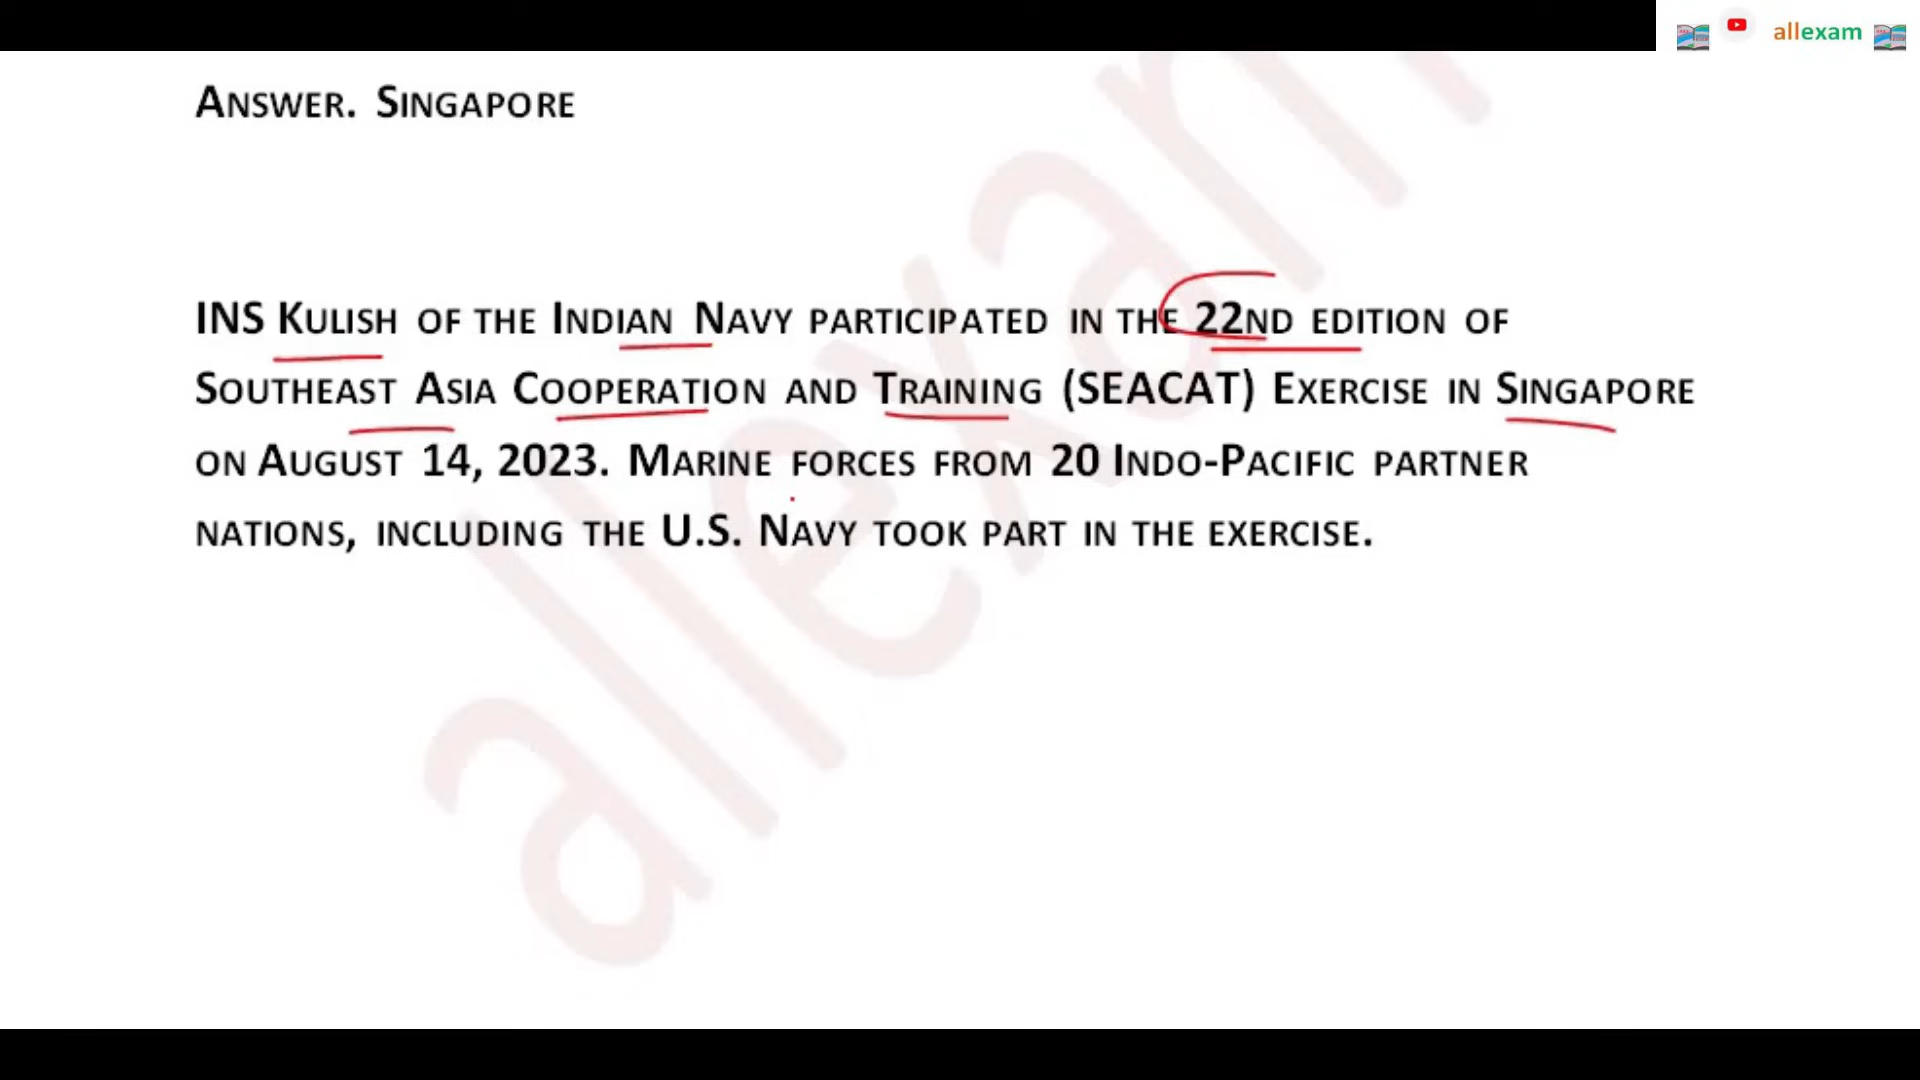 allexam
Answer. Singapore
INS Kulish of the Indian Navy participated in the 22nd edition of
Southeast Asia Cooperation and Training (SEACAT) Exercise in Singapore
on August 14, 2023. Marine forces from 20 Indo-Pacific partner
nations, including the U.S. Navy took part in the exercise.
allexam